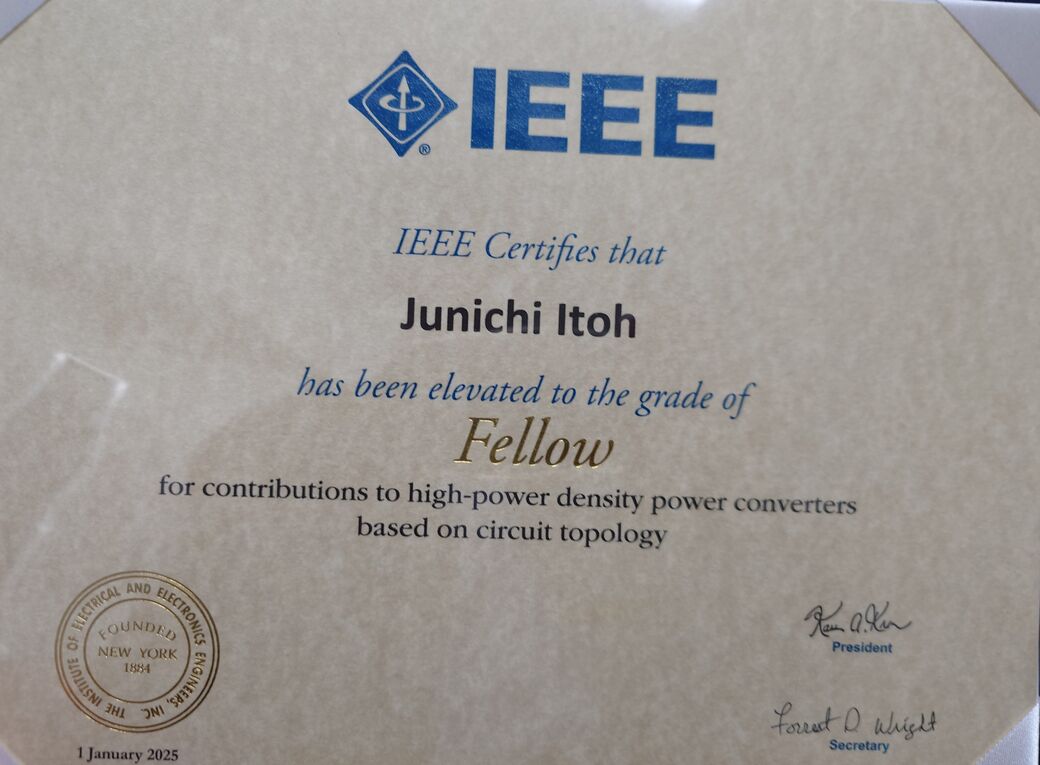 IEEE
IEEE Certifies that
Junichi Itoh
has been elevated to the grade of
Fellow
for contributions to high-power density power converters
based on circuit topology
THE INSTITUTE OF ELECTRICAL AND ELECTRONICS ENGINEERS, INC.
FOUNDED
NEW YORK
1884
1 January 2025
President
Forrest D Wright
Secretary